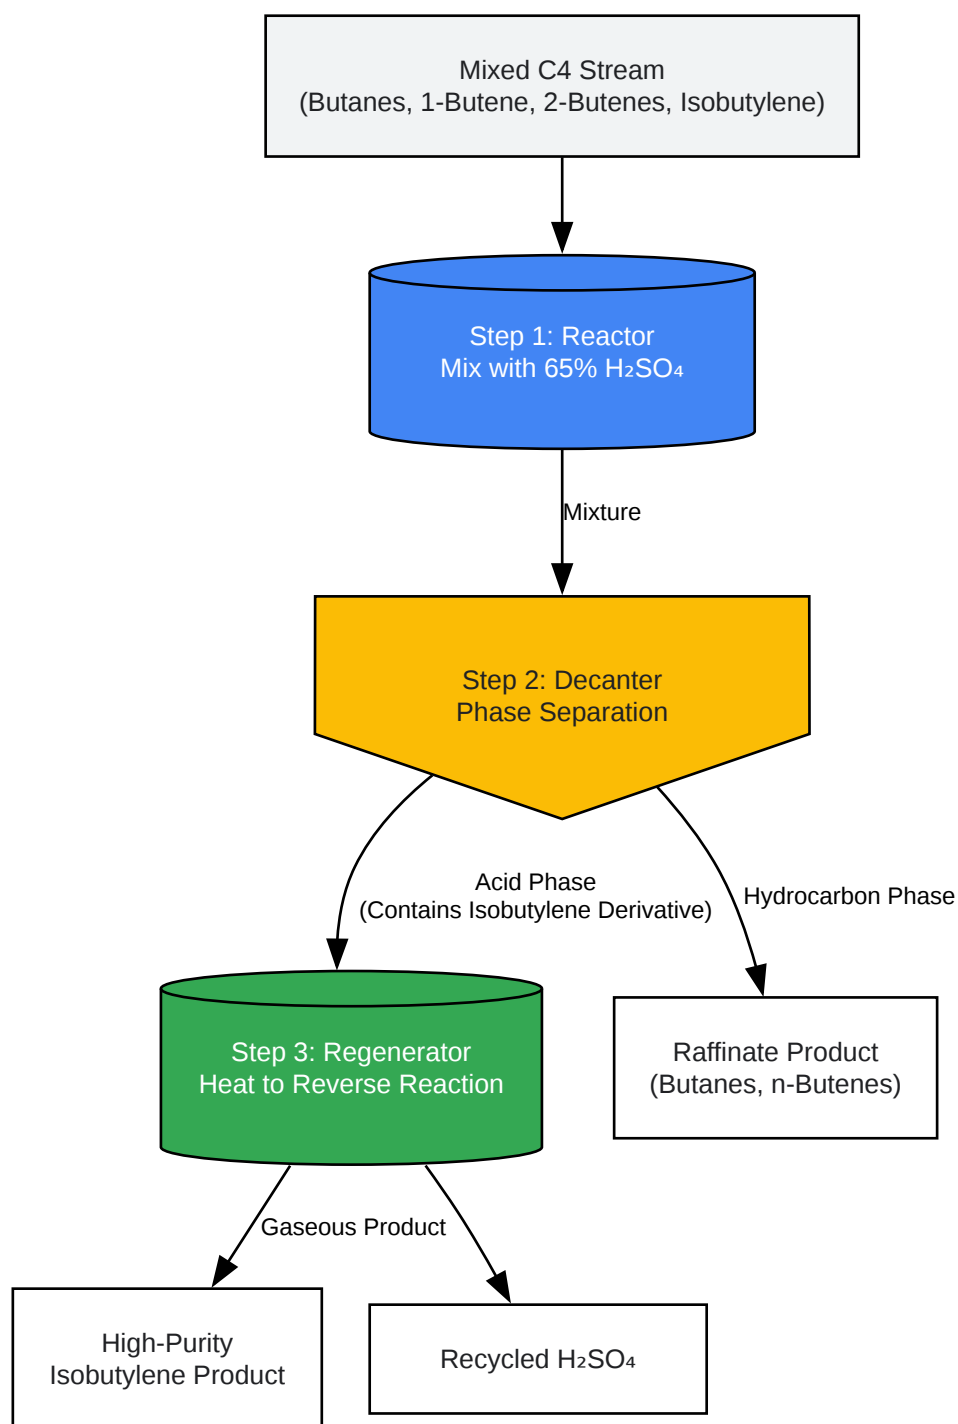 Mixed C4 Stream
(Butanes, 1-Butene, 2-Butenes, Isobutylene)
Step 1: Reactor
Mix with 65% H₂SO₄
Mixture
Step 2: Decanter
Phase Separation
Acid Phase
(Contains Isobutylene Derivative)
Hydrocarbon Phase
Step 3: Regenerator
Heat to Reverse Reaction
Raffinate Product
(Butanes, n-Butenes)
Gaseous Product
High-Purity
Isobutylene Product
Recycled H₂SO₄